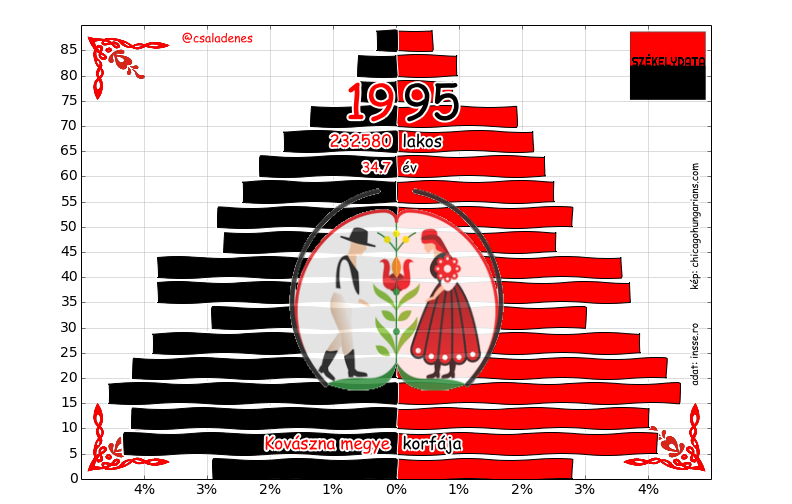 @csaladenes
SZÉKELYDATA
1995
232580 lakos
34.7 év
kép: chicagohungarians.com
adat: insse.ro
Kovászna megye korfája
85
80
75
70
65
60
55
50
45
40
35
30
25
20
15
10
5
0
4% 3% 2% 1% 0% 1% 2% 3% 4%